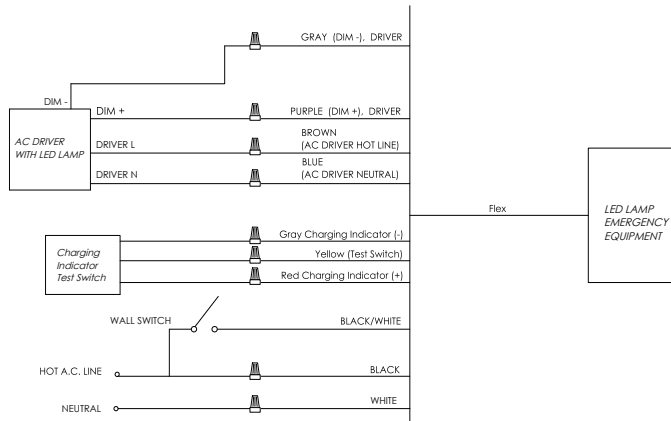 GRAY (DIM -), DRIVER
DIM -
DIM +
PURPLE (DIM +), DRIVER
AC DRIVER
WITH LED LAMP
DRIVER L
BROWN
(AC DRIVER HOT LINE)
DRIVER N
BLUE
(AC DRIVER NEUTRAL)
Flex
LED LAMP
EMERGENCY
EQUIPMENT
Charging
Indicator
Test Switch
Gray Charging Indicator (-)
Yellow (Test Switch)
Red Charging Indicator (+)
WALL SWITCH
BLACK/WHITE
HOT A.C. LINE
BLACK
NEUTRAL
WHITE